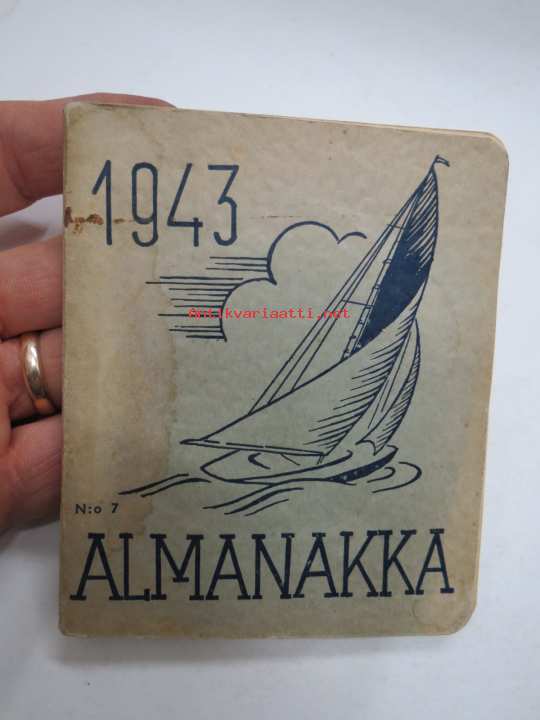 1943
Antikvariaatti.net
N:o 7
ALMANAKKA